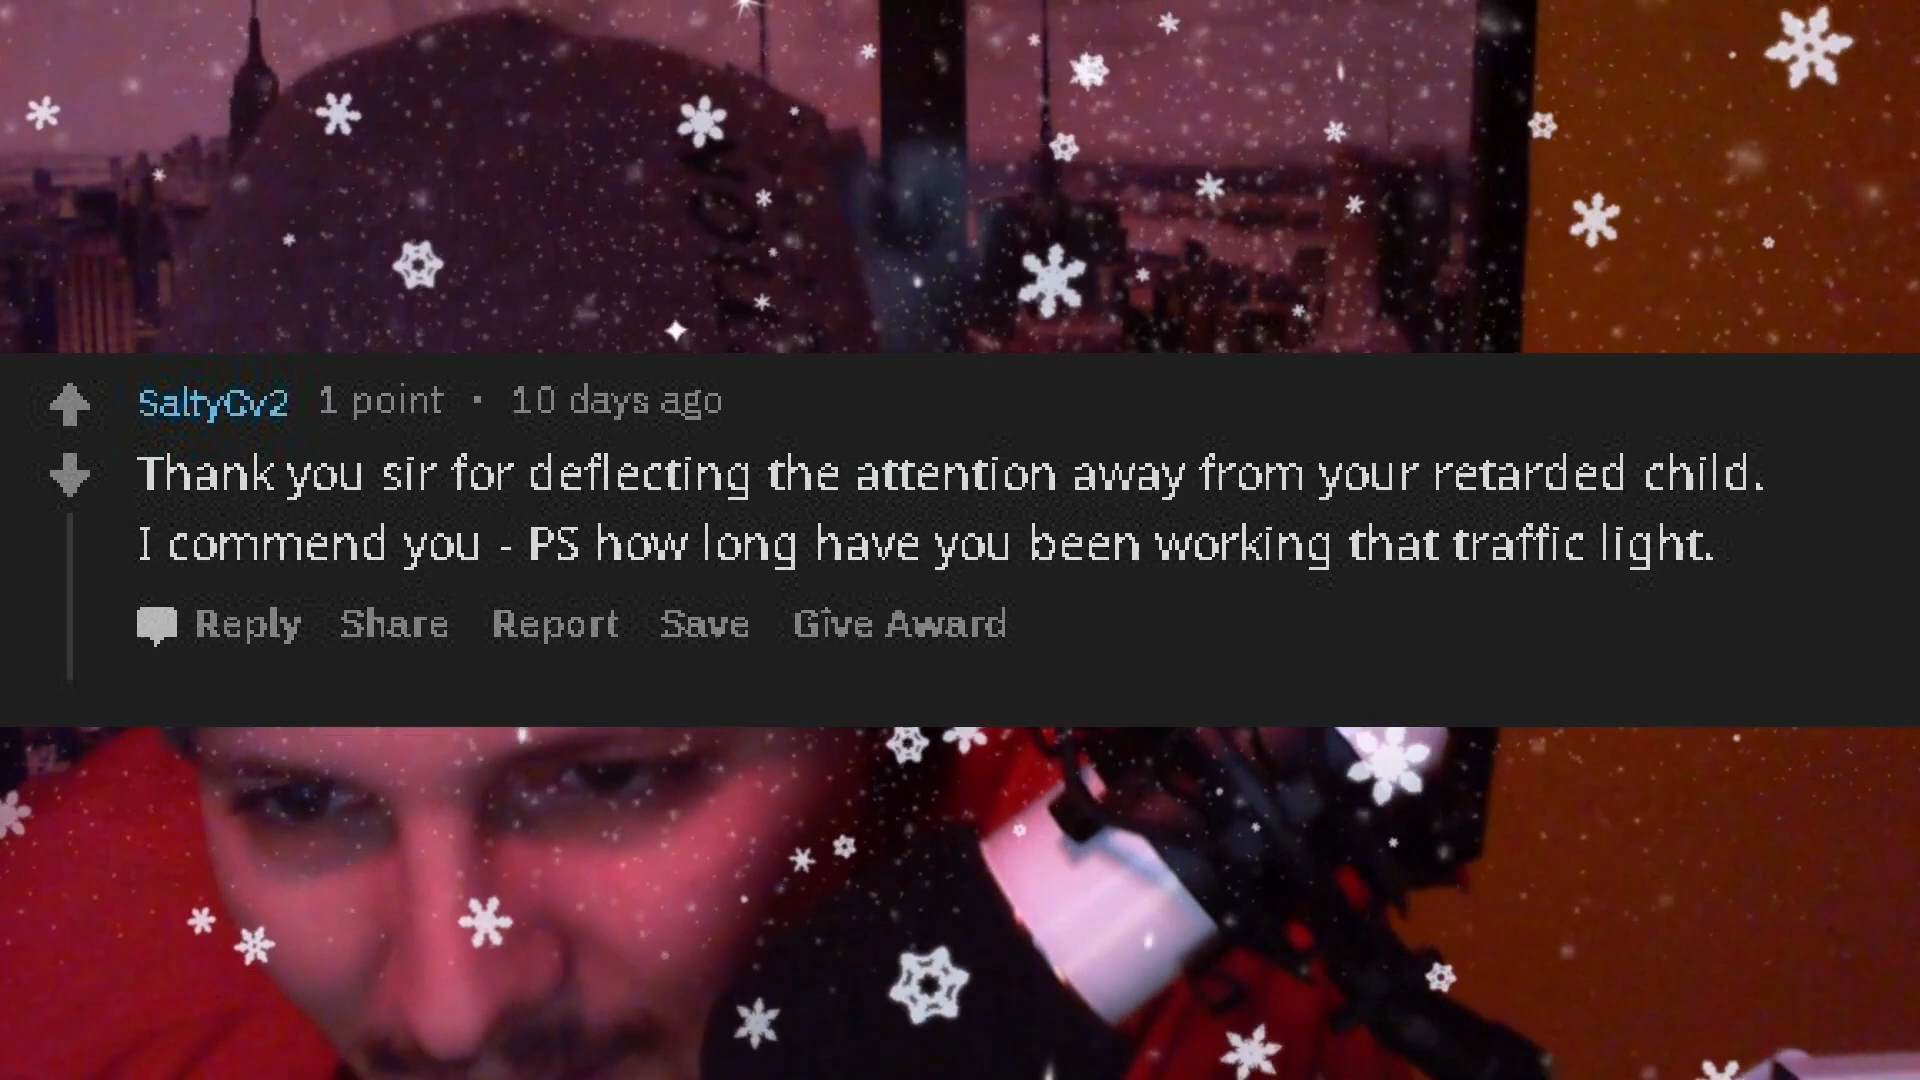 SaltyCv2 1 point · 10 days ago
Thank you sir for deflecting the attention away from your retarded child.
I commend you - PS how long have you been working that traffic light.
Reply Share Report Save Give Award